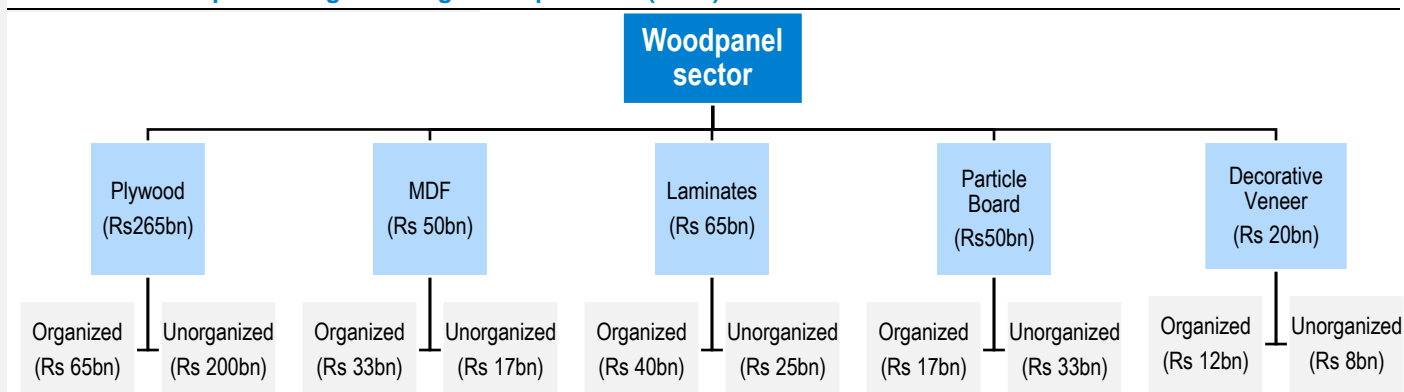 Woodpanel
sector
Plywood
(Rs265bn)
MDF
(Rs 50bn)
Laminates
(Rs 65bn)
Particle
Board
(Rs50bn)
Decorative
Veneer
(Rs 20bn)
Organized
(Rs 65bn)
Unorganized
(Rs 200bn)
Organized
(Rs 33bn)
Unorganized
(Rs 17bn)
Organized
(Rs 40bn)
Unorganized
(Rs 25bn)
Organized
(Rs 17bn)
Unorganized
(Rs 33bn)
Organized
(Rs 12bn)
Unorganized
(Rs 8bn)